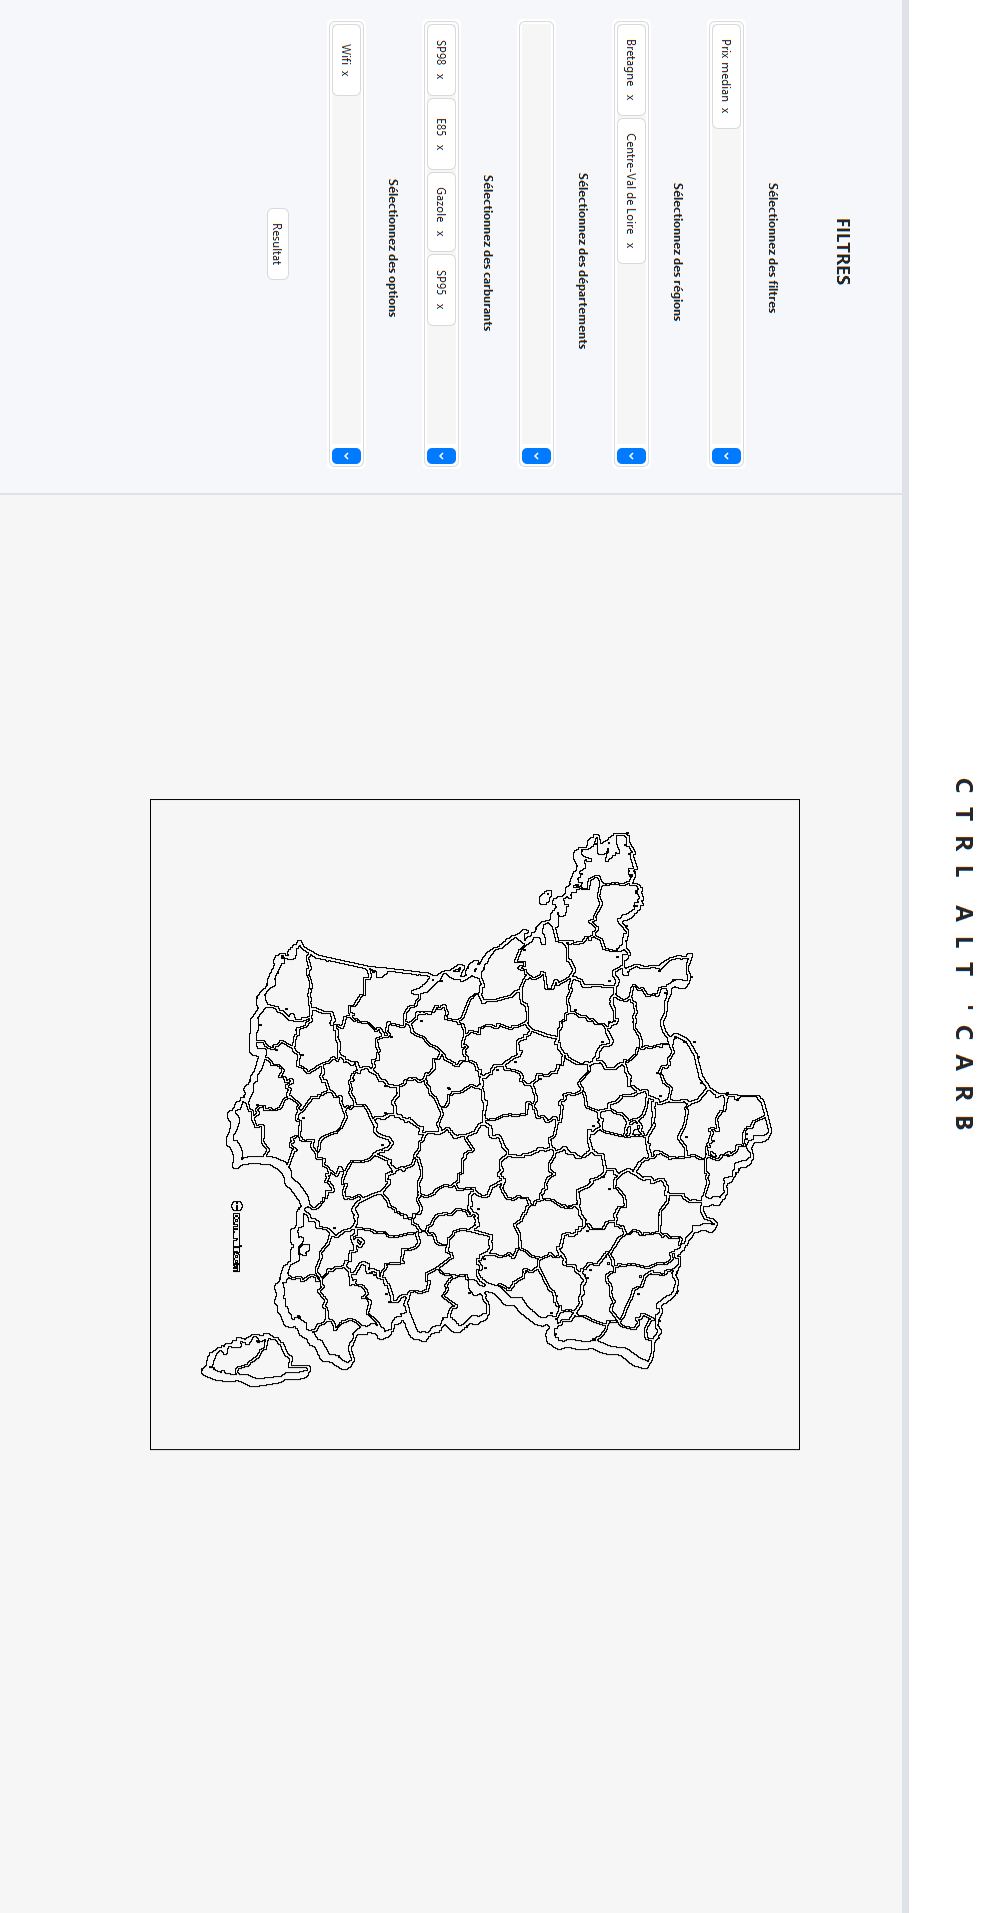 CTRL ALT 'CARB
FILTRES
Sélectionnez des filtres
Prix median x
Sélectionnez des régions
Bretagne x Centre-Val de Loire x
Sélectionnez des départements
Sélectionnez des carburants
SP98 x E85 x Gazole x SP95 x
Sélectionnez des options
Wifi x
Resultat